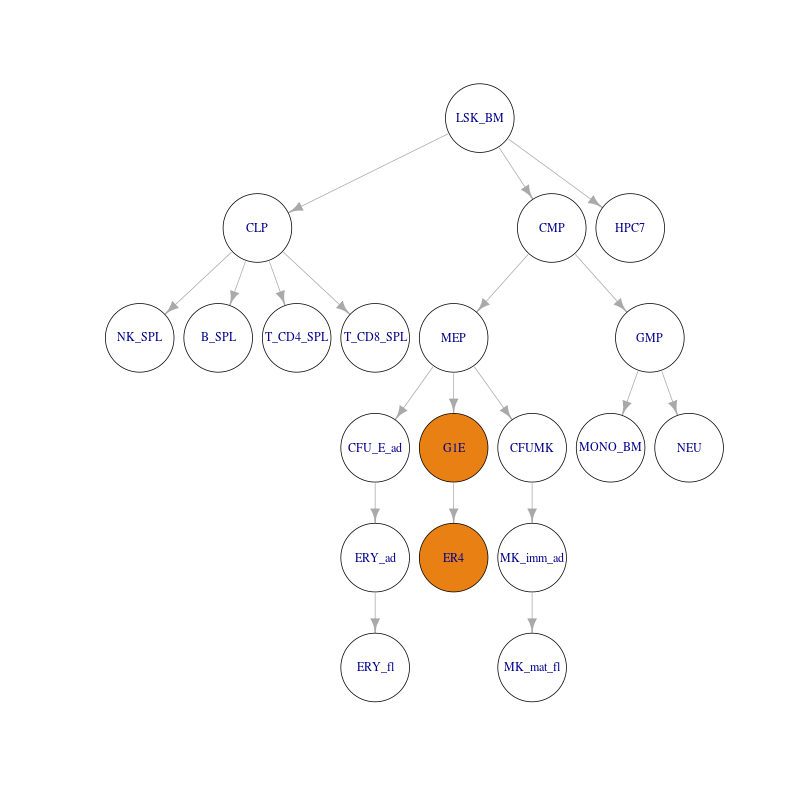 LSK_BM
CLP
CMP
HPC7
NK_SPL
B_SPL
T_CD4_SPL
T_CD8_SPL
MEP
GMP
CFU_E_ad
G1E
CFUMK
MONO_BM
NEU
ERY_ad
ER4
MK_imm_ad
ERY_fl
MK_mat_fl